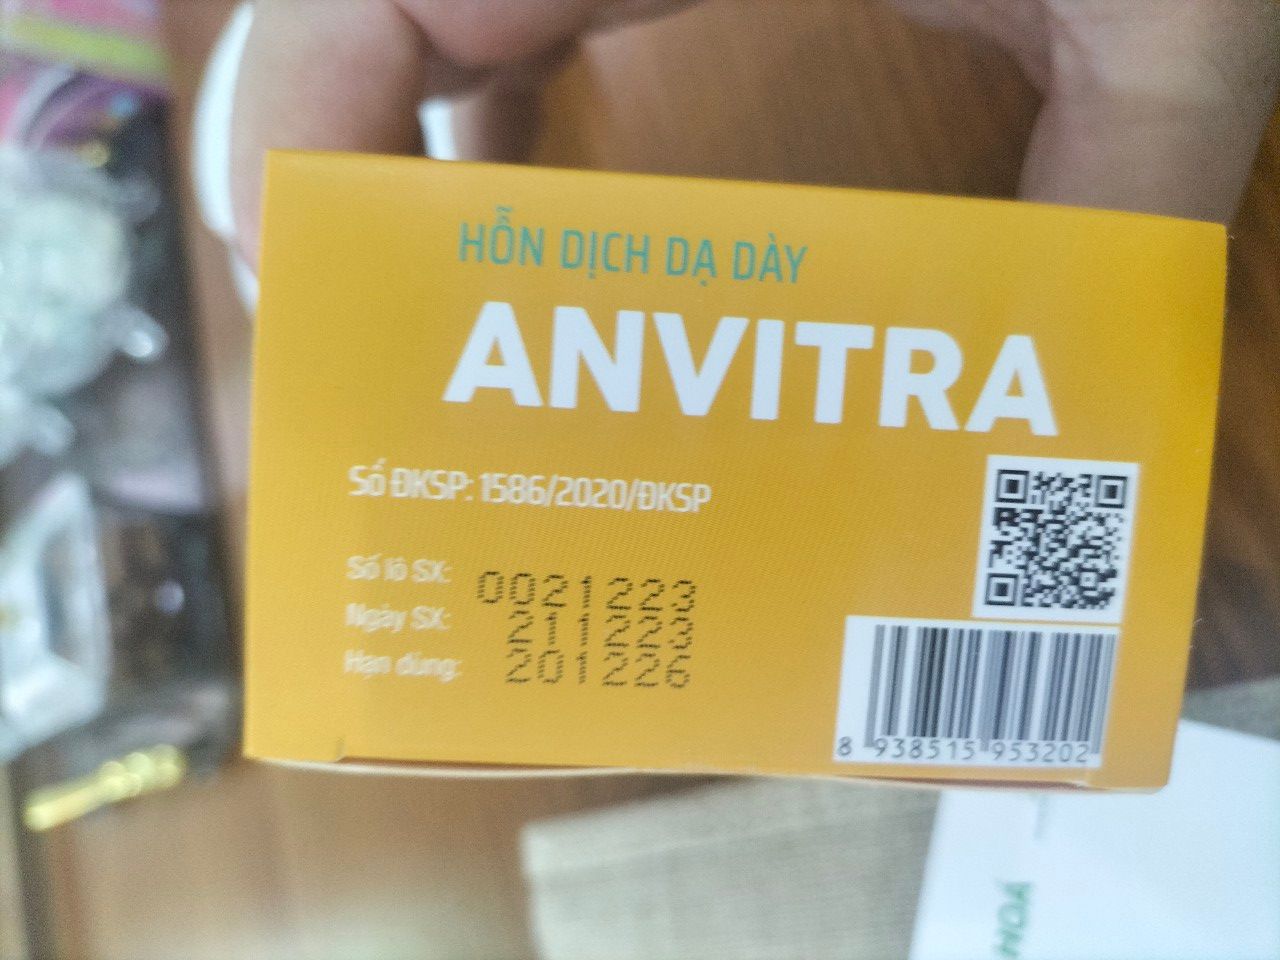 HỖN DỊCH DẠ DÀY
ANVITRA
Số ĐKSP: 1586/2020/ĐKSP
Số lô SX: 0021223
Ngày SX: 211223
Hạn dùng: 201226
8 938515 953202
HOÁ